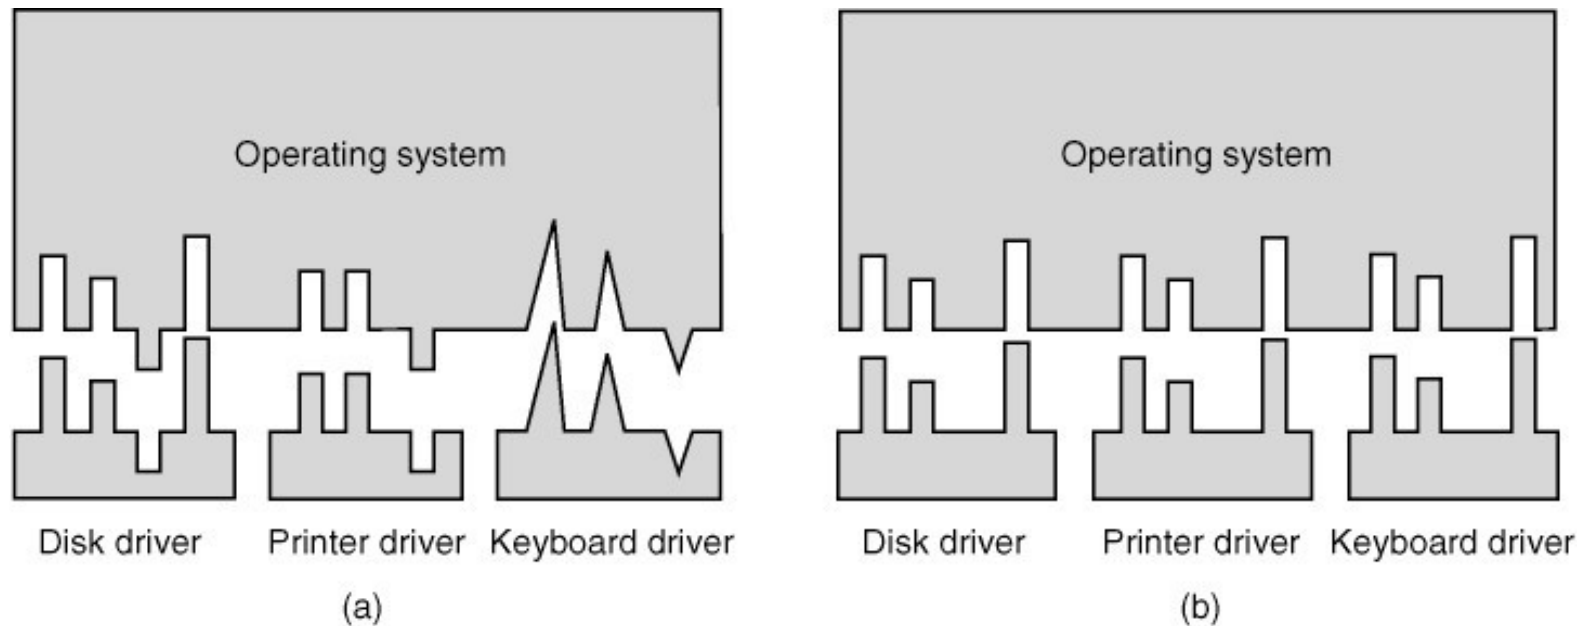 Operating system
Operating system
Disk driver
Printer driver
Keyboard driver
Disk driver
Printer driver
Keyboard driver
(a)
(b)